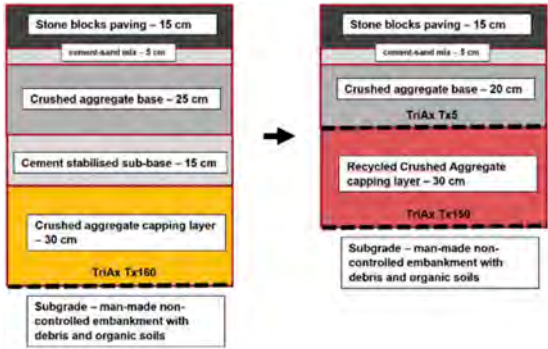 Stone blocks paving – 15 cm
cement-sand mix – 5 cm
Crushed aggregate base – 25 cm
Cement stabilised sub-base – 15 cm
Crushed aggregate capping layer
– 30 cm
TriAx Tx160
Subgrade – man-made non-
controlled embankment with
debris and organic soils
Stone blocks paving – 15 cm
cement-sand mix – 5 cm
Crushed aggregate base – 20 cm
TriAx Tx5
Recycled Crushed Aggregate
capping layer – 30 cm
TriAx Tx150
Subgrade – man-made non-
controlled embankment with
debris and organic soils